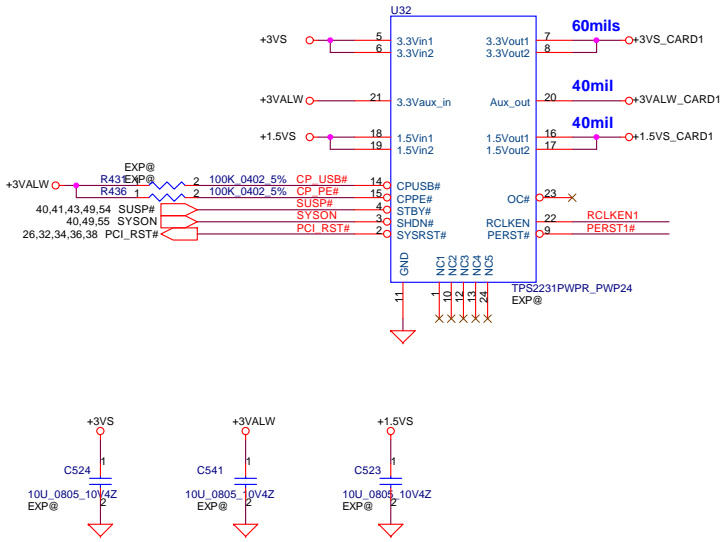 U32
60mils
+3VS 5 3.3Vin1 3.3Vout1 7 +3VS_CARD1
6 3.3Vin2 3.3Vout2 8
40mil
+3VALW 21 3.3Vaux_in Aux_out 20 +3VALW_CARD1
40mil
+1.5VS 18 1.5Vin1 1.5Vout1 16 +1.5VS_CARD1
19 1.5Vin2 1.5Vout2 17
EXP@
+3VALW R431 2 100K_0402_5% CP_USB# 14 CPUSB#
EXP@
R436 1 2 100K_0402_5% CP_PE# 15 CPPE# OC# 23
40,41,43,49,54 SUSP# SUSP# 4 STBY#
40,49,55 SYSON SYSON 3 SHDN# RCLKEN 22 RCLKEN1
26,32,34,36,38 PCI_RST# PCI_RST# 2 SYSRST# PERST# 9 PERST1#
GND NC1 NC2 NC3 NC4 NC5
11 1 10 12 13 24
TPS2231PWPR_PWP24
EXP@
+3VS +3VALW +1.5VS
1 1 1
C524 C541 C523
10U_0805_10V4Z 10U_0805_10V4Z 10U_0805_10V4Z
2 2 2
EXP@ EXP@ EXP@